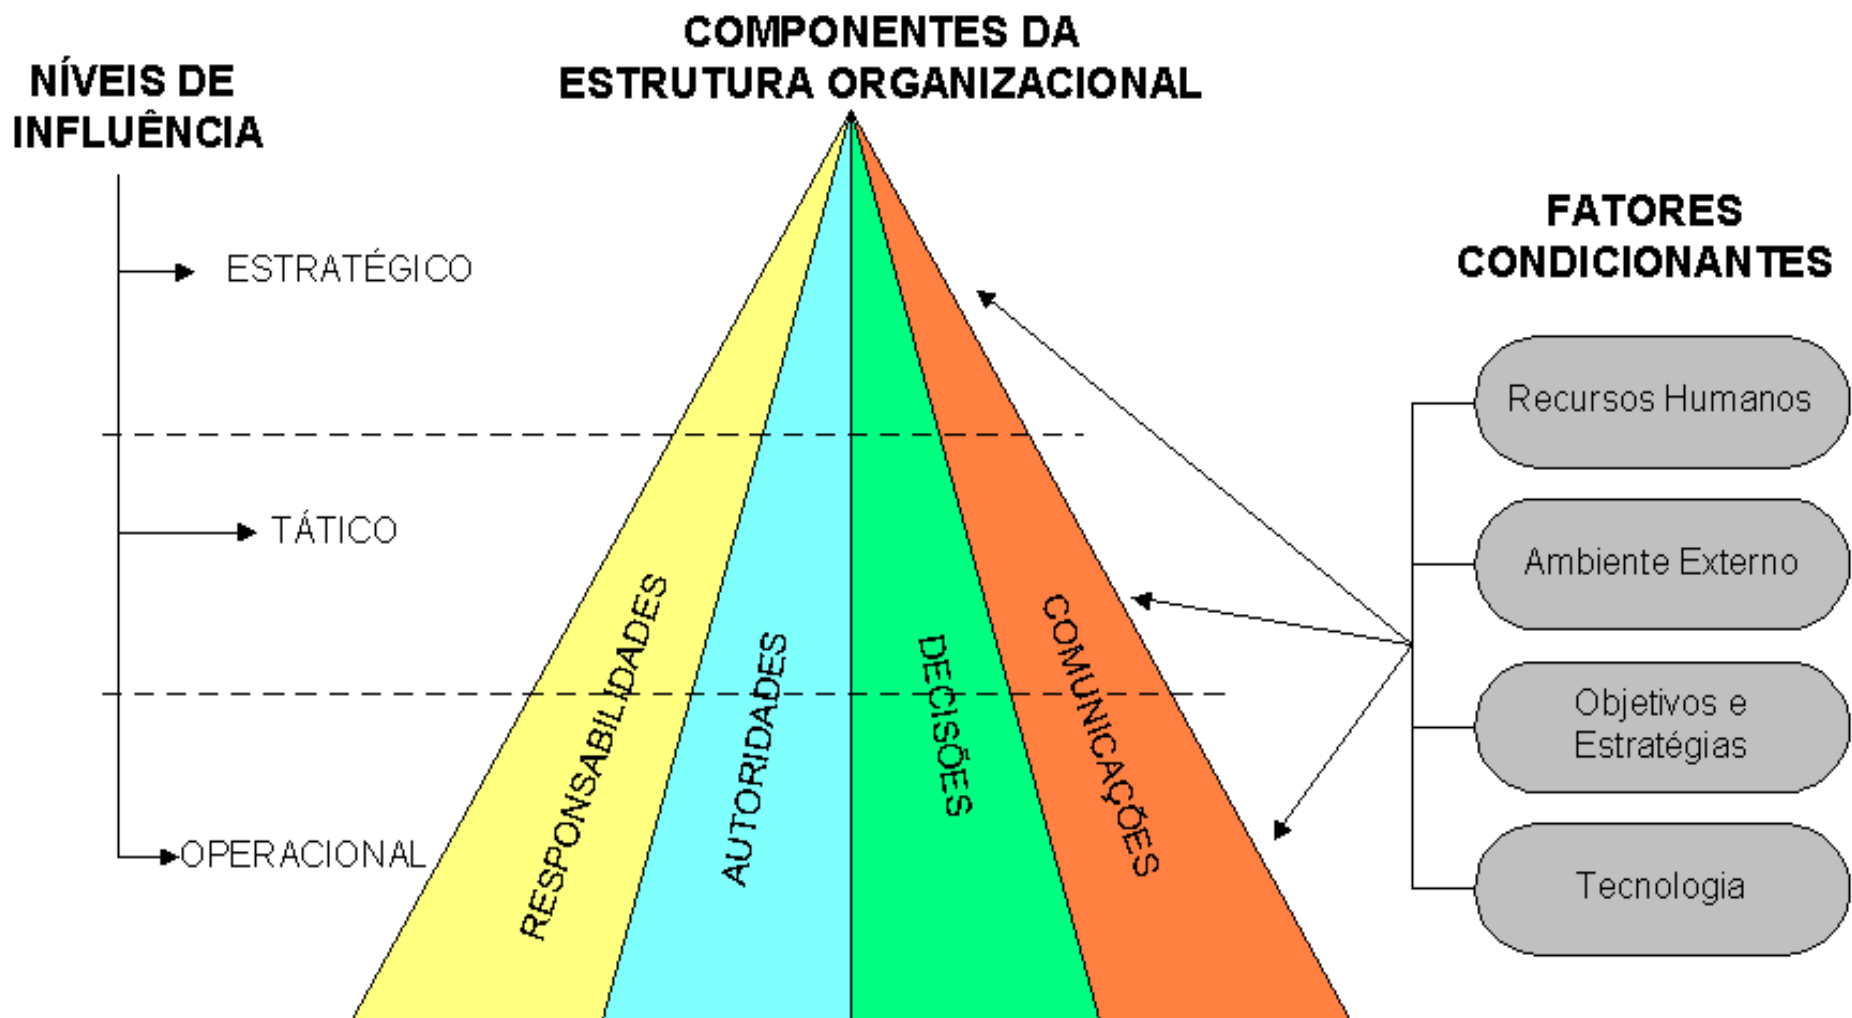 COMPONENTES DA
ESTRUTURA ORGANIZACIONAL
NÍVEIS DE
INFLUÊNCIA
ESTRATÉGICO
TÁTICO
OPERACIONAL
RESPONSABILIDADES
AUTORIDADES
DECISÕES
COMUNICAÇÕES
FATORES
CONDICIONANTES
Recursos Humanos
Ambiente Externo
Objetivos e
Estratégias
Tecnologia